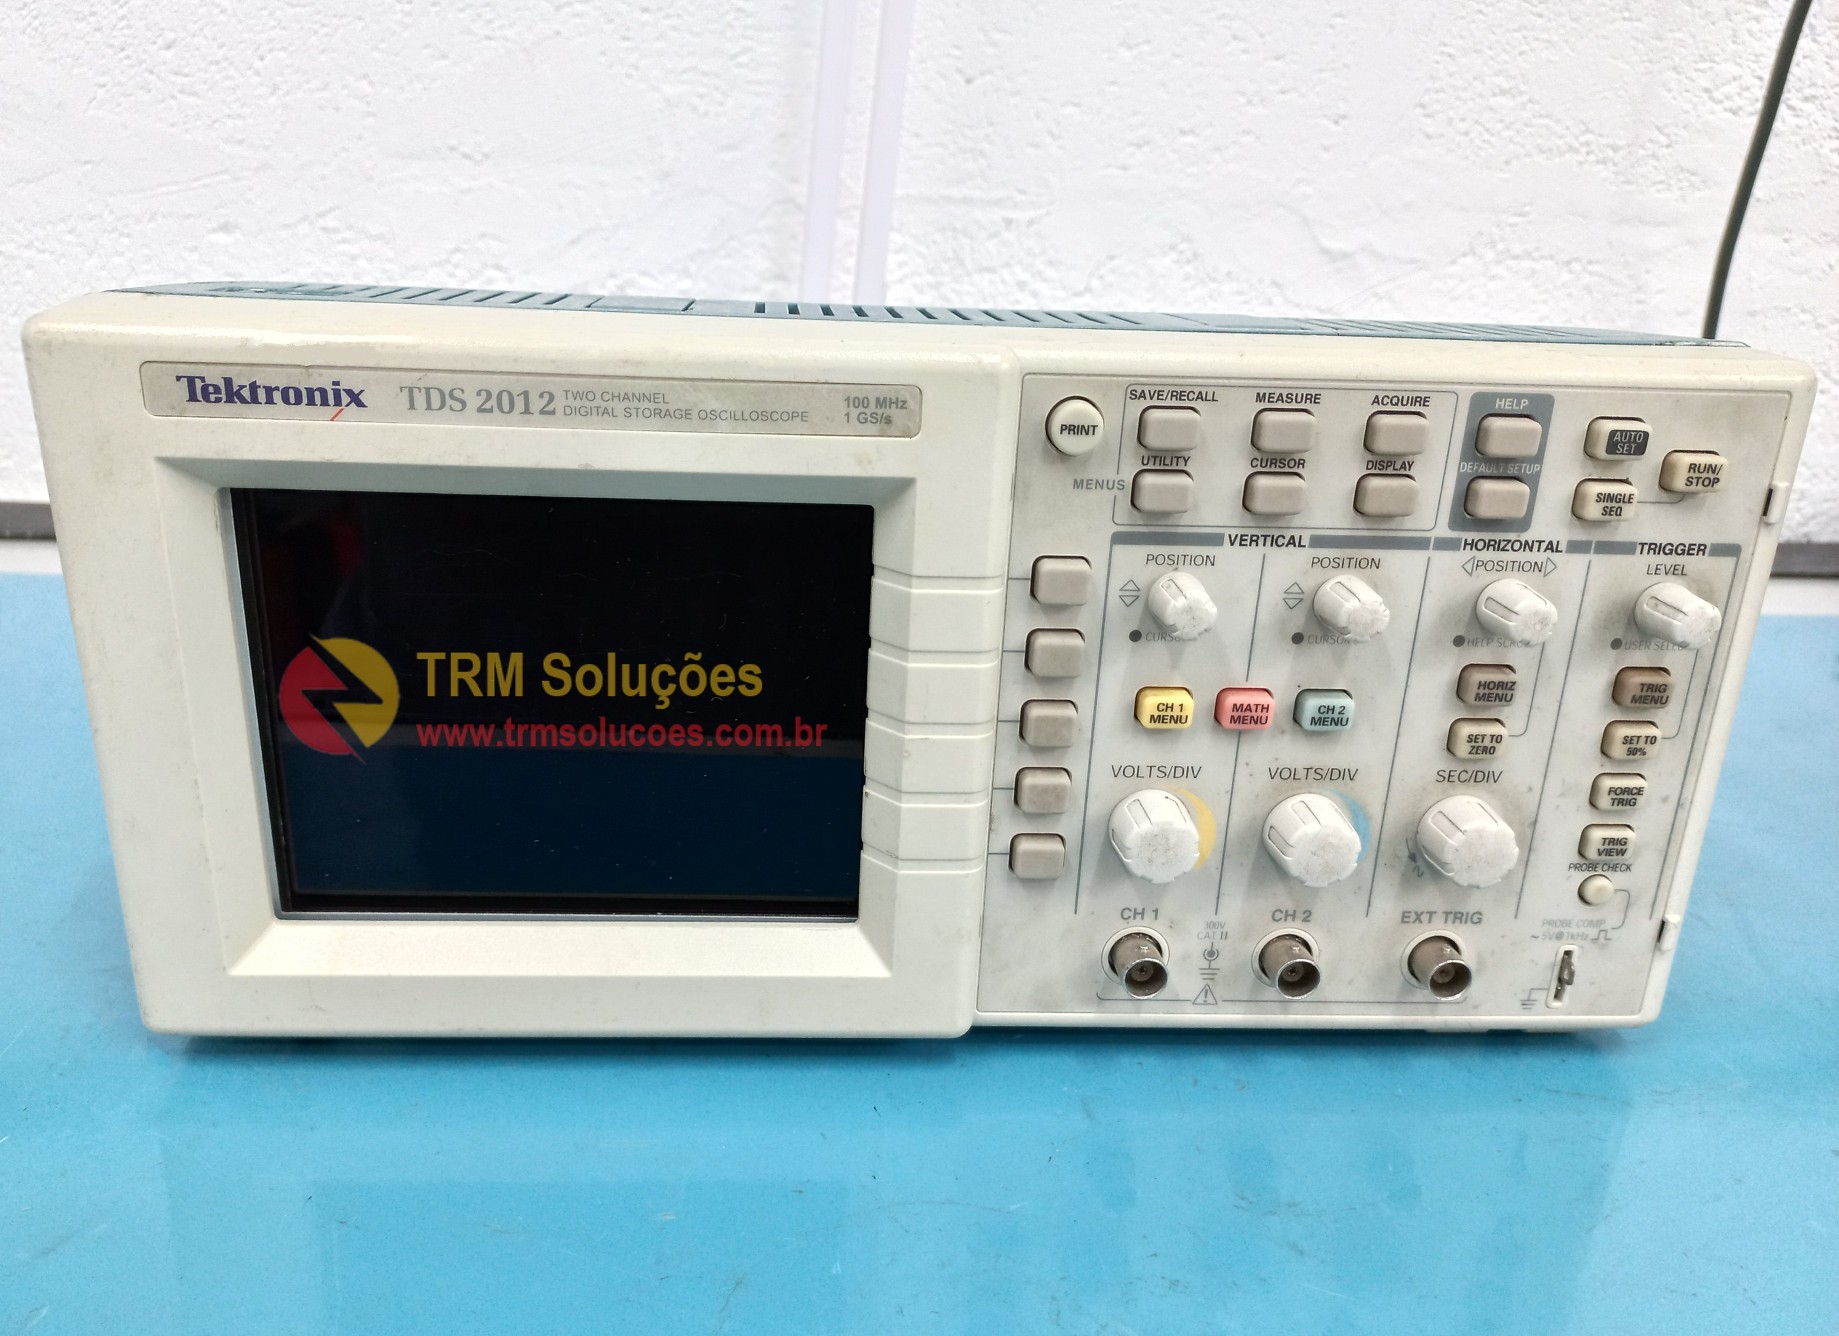 Tektronix TDS 2012 TWO CHANNEL
DIGITAL STORAGE OSCILLOSCOPE
100 MHz
1 GS/s
TRM Soluções
www.trmsolucoes.com.br
PRINT
SAVE/RECALL MEASURE ACQUIRE
UTILITY CURSOR DISPLAY
MENUS
HELP
DEFAULT SETUP
AUTO
SET
RUN/
STOP
SINGLE
SEQ
VERTICAL
POSITION POSITION
CH 1
MENU
MATH
MENU
CH 2
MENU
VOLTS/DIV VOLTS/DIV
HORIZONTAL
POSITION
HELP
HORIZ
MENU
SET TO
ZERO
SEC/DIV
TRIGGER
LEVEL
USER
TRIG
MENU
SET TO
50%
FORCE
TRIG
TRIG
VIEW
PROBE CHECK
CH 1 CH 2 EXT TRIG
300V
CAT II
PROBE COMP
~5V@1kHz